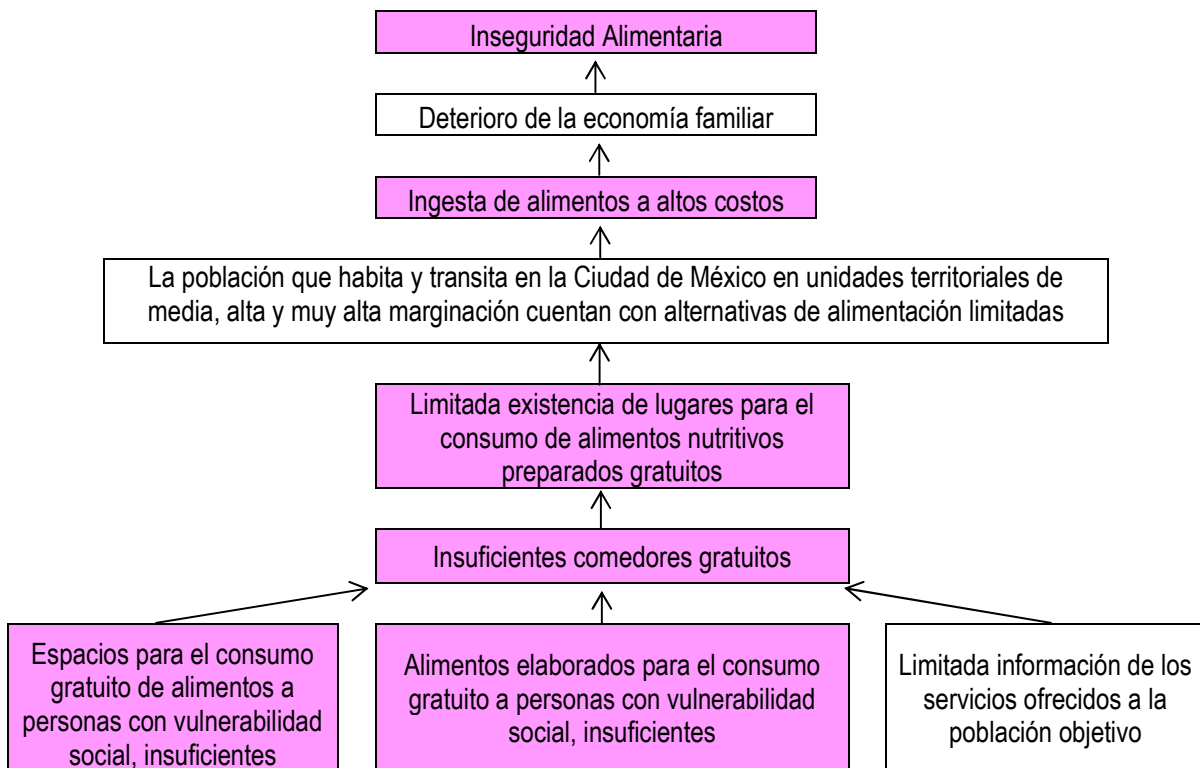 Inseguridad Alimentaria
Deterioro de la economía familiar
Ingesta de alimentos a altos costos
La población que habita y transita en la Ciudad de México en unidades territoriales de
media, alta y muy alta marginación cuentan con alternativas de alimentación limitadas
Limitada existencia de lugares para el
consumo de alimentos nutritivos
preparados gratuitos
Insuficientes comedores gratuitos
Espacios para el consumo
gratuito de alimentos a
personas con vulnerabilidad
social, insuficientes
Alimentos elaborados para el consumo
gratuito a personas con vulnerabilidad
social, insuficientes
Limitada información de los
servicios ofrecidos a la
población objetivo